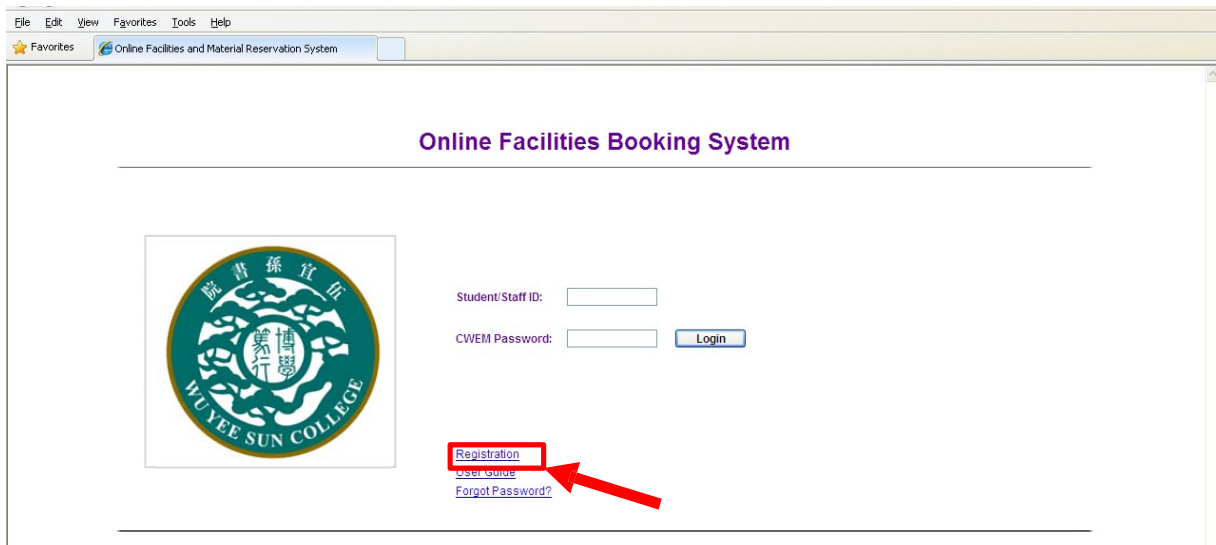 File Edit View Favorites Tools Help
Favorites Online Facilities and Material Reservation System
Online Facilities Booking System
伍宜孫書院
博學
篤行
WU YEE SUN COLLEGE
Student/Staff ID:
CWEM Password: Login
Registration
User Guide
Forgot Password?